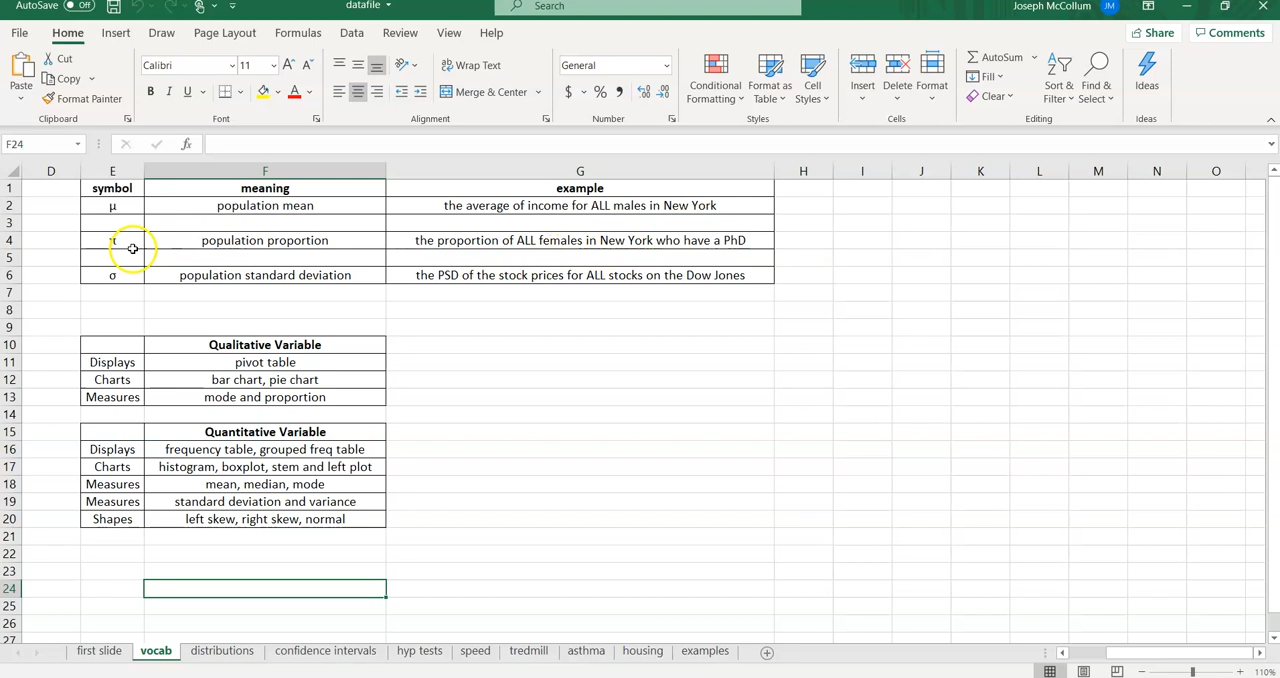 AutoSave Off datafile Search Joseph McCollum JM
File Home Insert Draw Page Layout Formulas Data Review View Help Share Comments
Paste Cut Copy Format Painter Clipboard
Calibri 11 A A B I U A Font
Wrap Text Merge & Center Alignment
General $ % , Number
Conditional Formatting Format as Table Cell Styles Styles
Insert Delete Format Cells
AutoSum Fill Clear Sort & Filter Find & Select Editing
Ideas Ideas
F24 fx
D E F G H I J K L M N O
1 symbol meaning example
2 μ population mean the average of income for ALL males in New York
3
4 population proportion the proportion of ALL females in New York who have a PhD
5
6 σ population standard deviation the PSD of the stock prices for ALL stocks on the Dow Jones
7
8
9
10 Qualitative Variable
11 Displays pivot table
12 Charts bar chart, pie chart
13 Measures mode and proportion
14
15 Quantitative Variable
16 Displays frequency table, grouped freq table
17 Charts histogram, boxplot, stem and left plot
18 Measures mean, median, mode
19 Measures standard deviation and variance
20 Shapes left skew, right skew, normal
21
22
23
24
25
26
27
first slide vocab distributions confidence intervals hyp tests speed tredmill asthma housing examples
110%